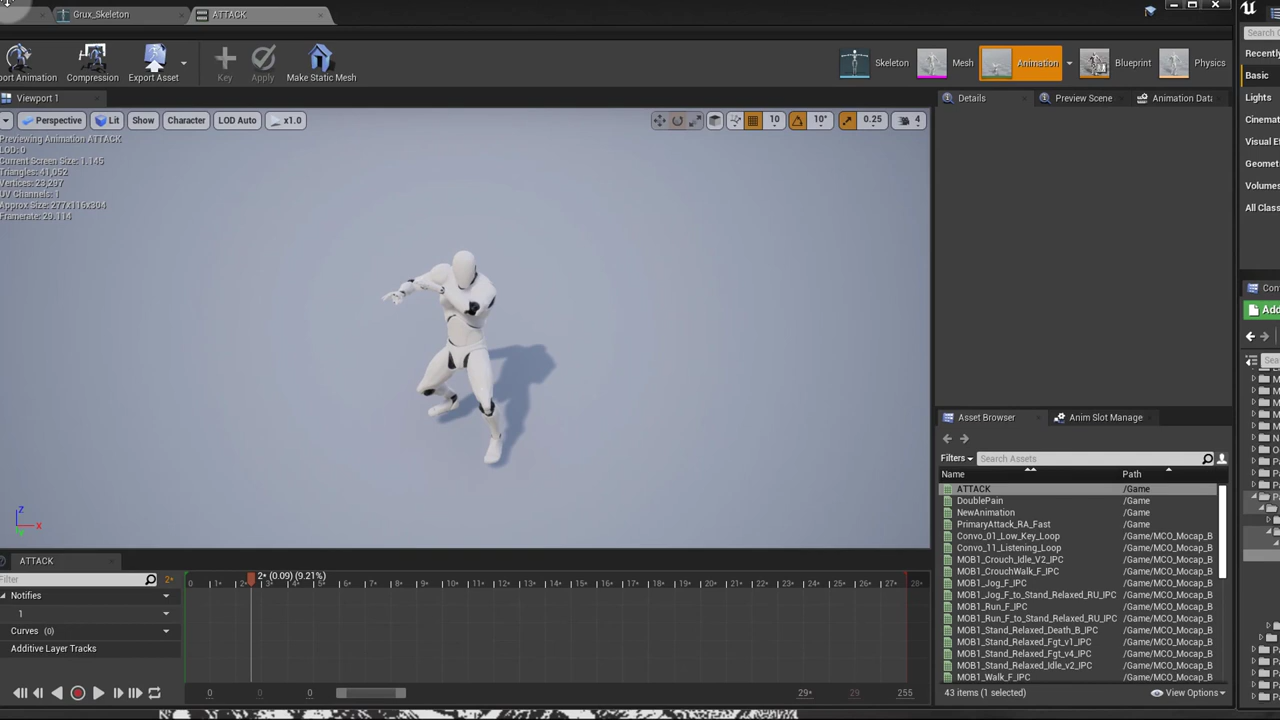 Grux_Skeleton
ATTACK
Animation
Compression
Export Asset
Key
Apply
Make Static Mesh
Skeleton
Mesh
Animation
Blueprint
Physics
Recently
Basic
Lights
Viewport 1
Details
Preview Scene
Animation Data
Perspective
Lit
Show
Character
LOD Auto
x1.0
10
10°
0.25
4
Previewing Animation ATTACK
LOD: 0
Current Screen Size: 1.145
Triangles: 41,052
Vertices: 23,297
UV Channels: 1
Approx Size: 277x116x304
Framerate: 29.114
All Class
Z
X
Y
Asset Browser
Anim Slot Manage
Filters
Search Assets
Name
Path
ATTACK /Game
DoublePain /Game
NewAnimation /Game
PrimaryAttack_RA_Fast /Game
Convo_01_Low_Key_Loop /Game/MCO_Mocap_B
Convo_11_Listening_Loop /Game/MCO_Mocap_B
MOB1_Crouch_Idle_V2_IPC /Game/MCO_Mocap_B
MOB1_CrouchWalk_F_IPC /Game/MCO_Mocap_B
MOB1_Jog_F_IPC /Game/MCO_Mocap_B
MOB1_Jog_F_to_Stand_Relaxed_RU_IPC /Game/MCO_Mocap_B
MOB1_Run_F_IPC /Game/MCO_Mocap_B
MOB1_Run_F_to_Stand_Relaxed_RU_IPC /Game/MCO_Mocap_B
MOB1_Stand_Relaxed_Death_B_IPC /Game/MCO_Mocap_B
MOB1_Stand_Relaxed_Fgt_v1_IPC /Game/MCO_Mocap_B
MOB1_Stand_Relaxed_Fgt_v4_IPC /Game/MCO_Mocap_B
MOB1_Stand_Relaxed_Idle_v2_IPC /Game/MCO_Mocap_B
MOB1_Walk_F_IPC /Game/MCO_Mocap_B
43 items (1 selected)
View Options
ATTACK
Filter
2+
2+ (0.09) (9.21%)
0 1+ 2+ 3+ 4+ 5+ 6+ 7+ 8+ 9+ 10+ 11+ 12+ 13+ 14+ 15+ 16+ 17+ 18+ 19+ 20+ 21+ 22+ 23+ 24+ 25+ 26+ 27+ 28+
Notifies
1
Curves (0)
Additive Layer Tracks
0
0
0
29+
29
255